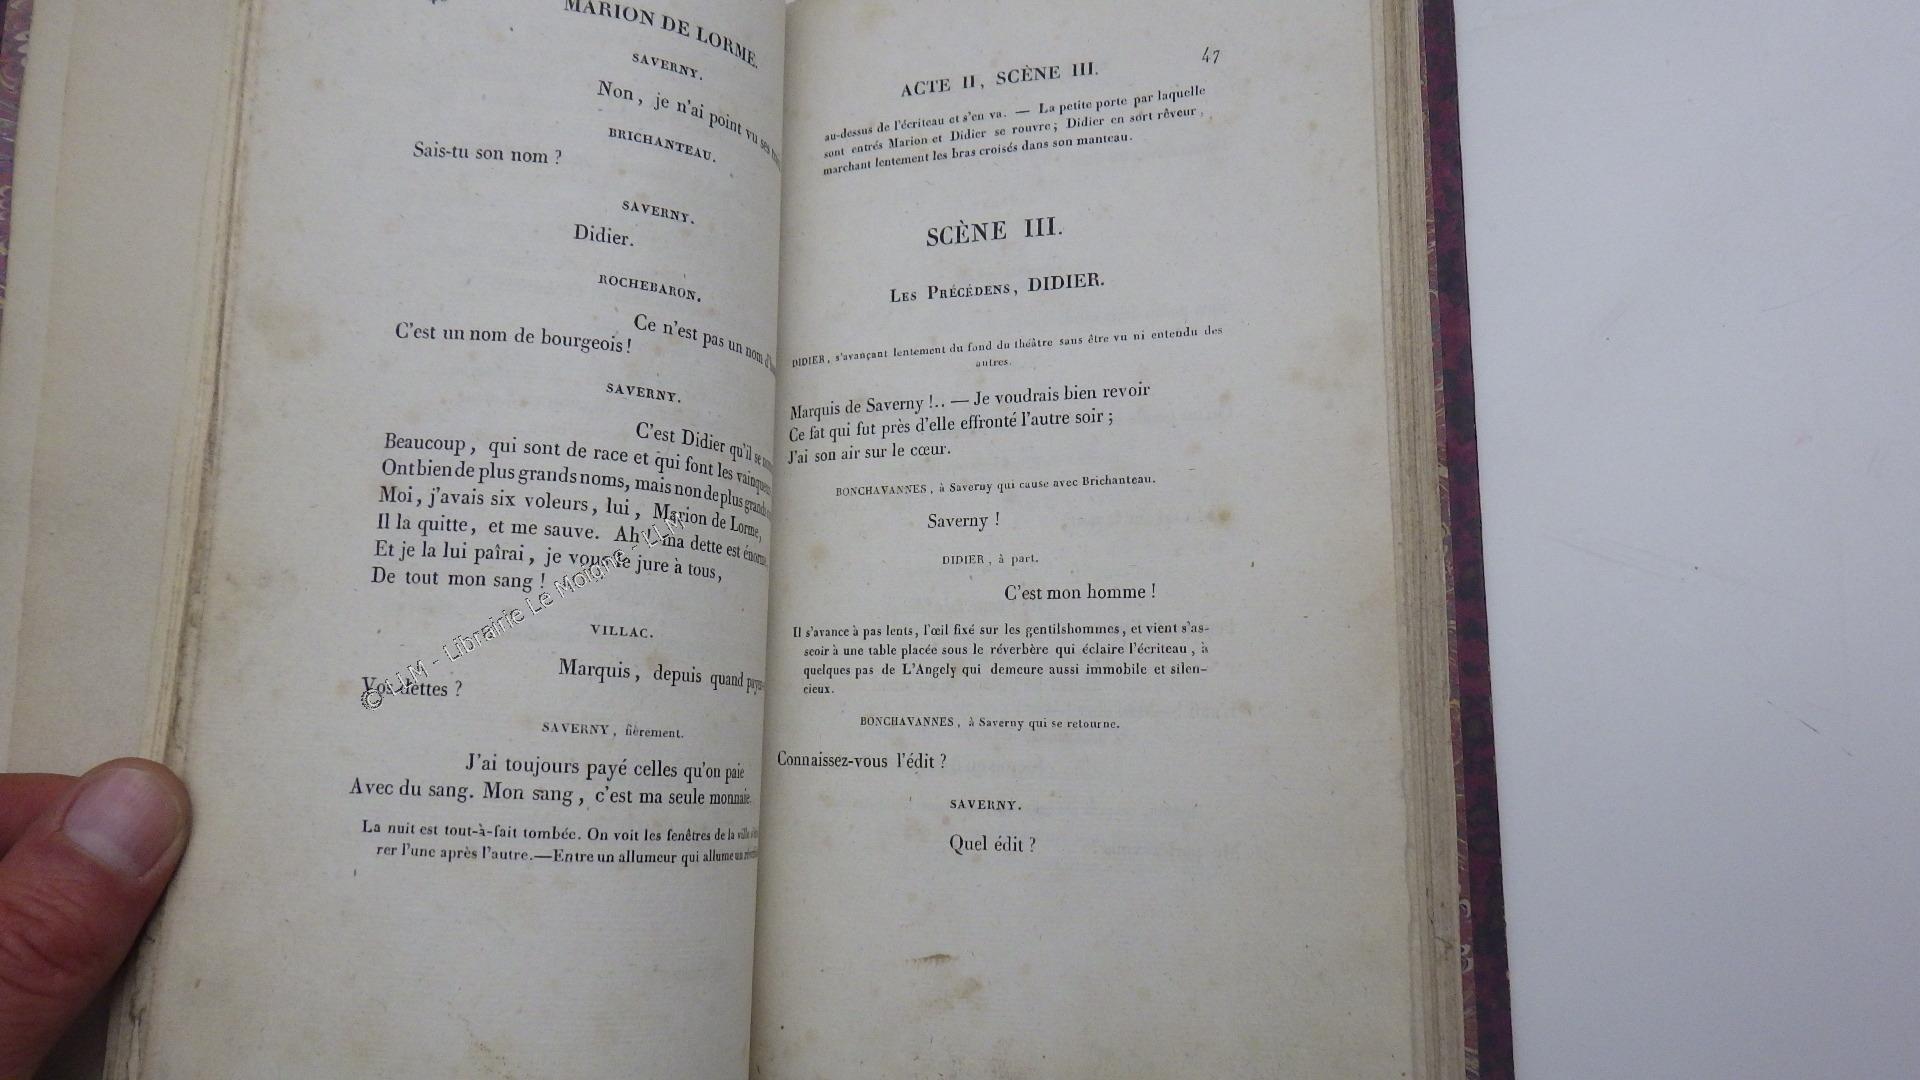 MARION DE LORME.
SAVERNY.
Non, je n'ai point vu ses
BRICHANTEAU.
Sais-tu son nom ?
SAVERNY.
Didier.
ROCHEBARON.
Ce n'est pas un nom
C'est un nom de bourgeois !
SAVERNY.
C'est Didier qu'il se
Beaucoup, qui sont de race et qui font les
Ont bien de plus grands noms, mais non de plus grands
Moi, j'avais six voleurs, lui, Marion de Lorme,
Il la quitte, et me sauve. Ah ! ma dette est
Et je la lui paîrai, je vous le jure à tous,
De tout mon sang !
VILLAC.
Marquis, depuis quand
Vos dettes ?
SAVERNY, fièrement.
J'ai toujours payé celles qu'on paie
Avec du sang. Mon sang, c'est ma seule monnaie.
La nuit est tout-à-fait tombée. On voit les fenêtres de la
rer l'une après l'autre.—Entre un allumeur qui allume un
© LLM - Librairie Le Moigne - LLM
47
ACTE II, SCÈNE III.
au-dessus de l'écriteau et s'en va. — La petite porte par laquelle
sont entrés Marion et Didier se rouvre; Didier en sort rêveur,
marchant lentement les bras croisés dans son manteau.
SCÈNE III.
LES PRÉCÉDENS, DIDIER.
DIDIER, s'avançant lentement du fond du théâtre sans être vu ni entendu des
autres.
Marquis de Saverny !.. — Je voudrais bien revoir
Ce fat qui fut près d'elle effronté l'autre soir ;
J'ai son air sur le cœur.
BONCHAVANNES, à Saverny qui cause avec Brichanteau.
Saverny !
DIDIER, à part.
C'est mon homme !
Il s'avance à pas lents, l'œil fixé sur les gentilshommes, et vient s'as-
seoir à une table placée sous le réverbère qui éclaire l'écriteau, à
quelques pas de L'Angely qui demeure aussi immobile et silen-
cieux.
BONCHAVANNES, à Saverny qui se retourne.
Connaissez-vous l'édit ?
SAVERNY.
Quel édit ?